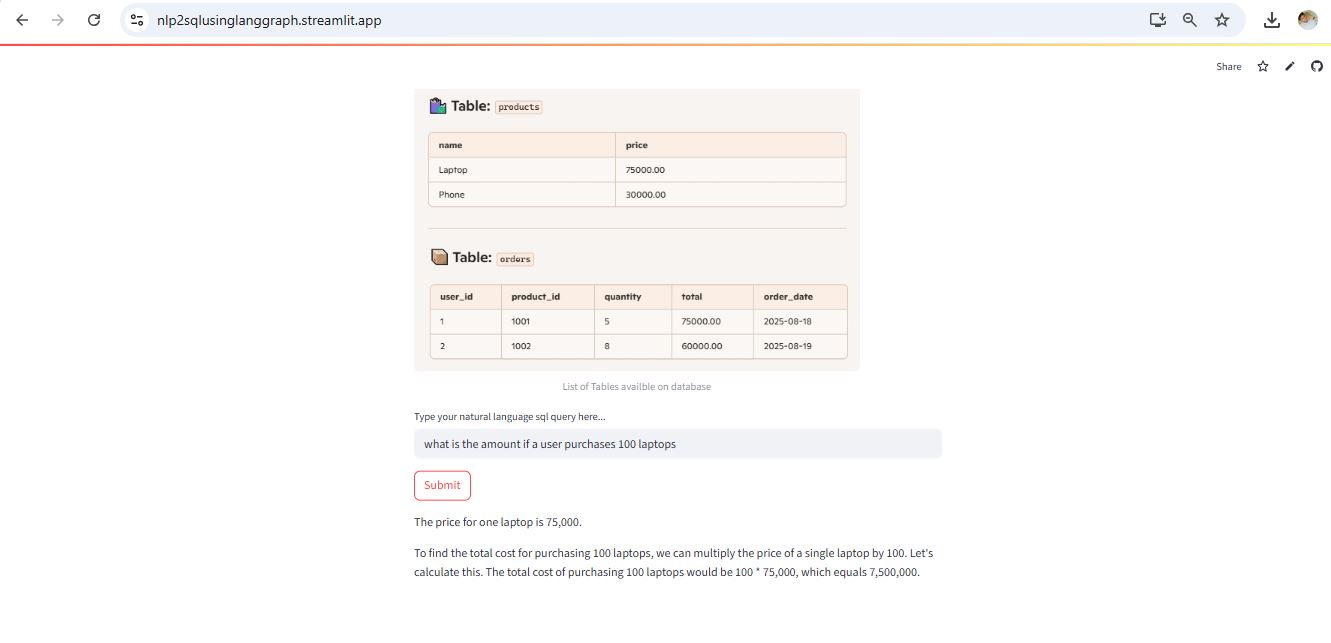 nlp2sqlusinglanggraph.streamlit.app
Share
Table: products
name price
Laptop 75000.00
Phone 30000.00
Table: orders
user_id product_id quantity total order_date
1 1001 5 75000.00 2025-08-18
2 1002 8 60000.00 2025-08-19
List of Tables availble on database
Type your natural language sql query here...
what is the amount if a user purchases 100 laptops
Submit
The price for one laptop is 75,000.
To find the total cost for purchasing 100 laptops, we can multiply the price of a single laptop by 100. Let's
calculate this. The total cost of purchasing 100 laptops would be 100 * 75,000, which equals 7,500,000.